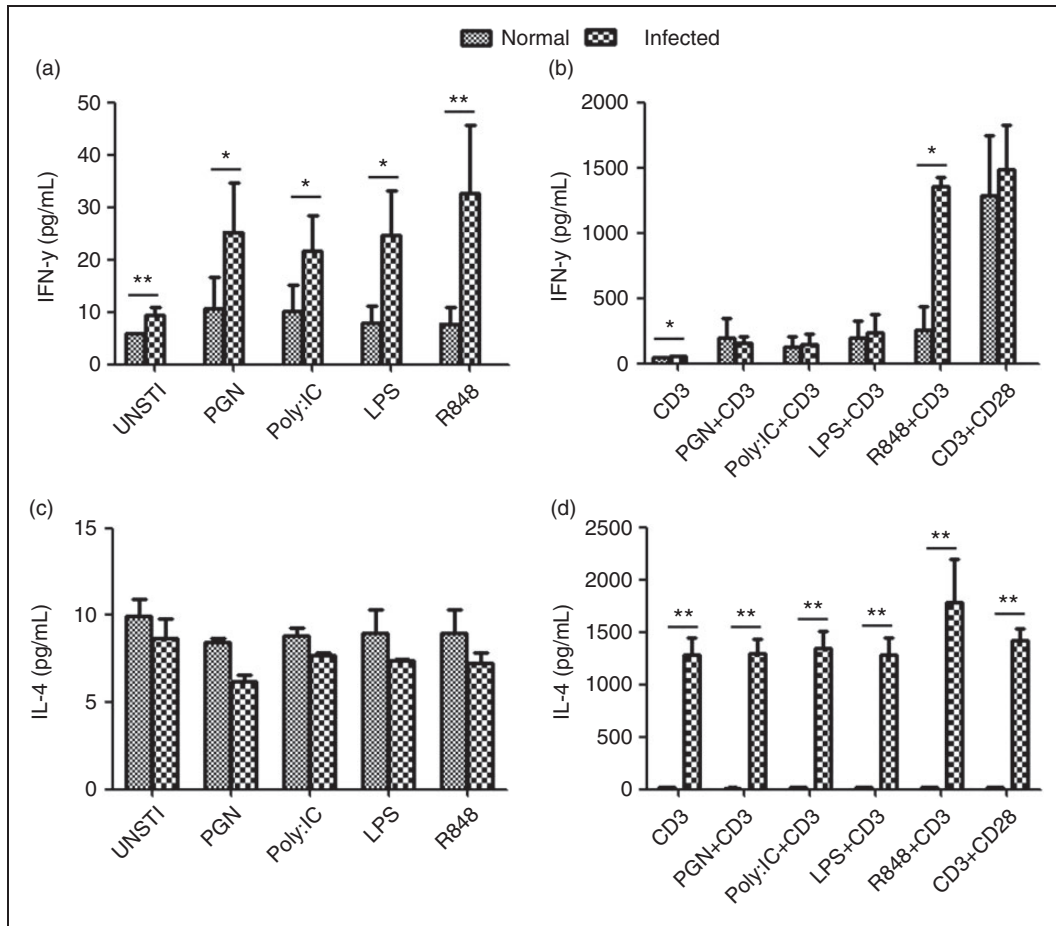 Normal Infected
(a)
IFN-y (pg/mL)
50
40
30
20
10
0
** * * * **
UNSTI PGN Poly:IC LPS R848
(b)
IFN-y (pg/mL)
2000
1500
1000
500
0
* *
CD3 PGN+CD3 Poly:IC+CD3 LPS+CD3 R848+CD3 CD3+CD28
(c)
IL-4 (pg/mL)
15
10
5
0
UNSTI PGN Poly:IC LPS R848
(d)
IL-4 (pg/mL)
2500
2000
1500
1000
500
0
** ** ** ** ** **
CD3 PGN+CD3 Poly:IC+CD3 LPS+CD3 R848+CD3 CD3+CD28